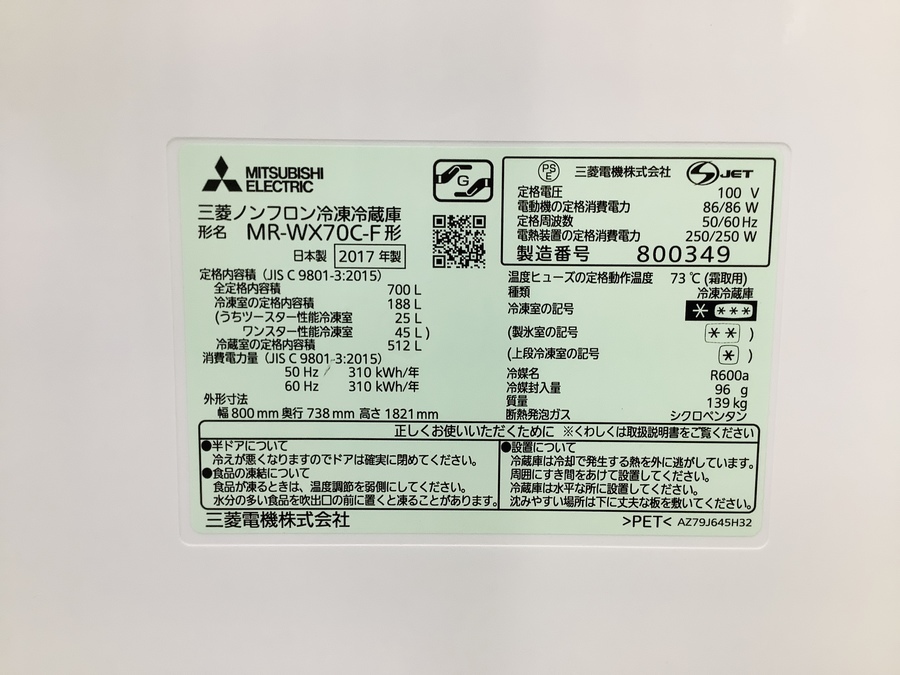 MITSUBISHI
ELECTRIC
G
三菱ノンフロン冷凍冷蔵庫
形名 MR-WX70C-F形
日本製 2017 年製
PS
E
三菱電機株式会社
S JET
定格電圧 100 V
電動機の定格消費電力 86/86 W
定格周波数 50/60 Hz
電熱装置の定格消費電力 250/250 W
製造番号 800349
定格内容積 (JIS C 9801-3:2015)
全定格内容積 700 L
冷凍室の定格内容積 188 L
(うちツースター性能冷凍室 25 L
ワンスター性能冷凍室 45 L)
冷蔵室の定格内容積 512 L
消費電力量 (JIS C 9801-3:2015)
50 Hz 310 kWh/年
60 Hz 310 kWh/年
外形寸法
幅 800 mm 奥行 738 mm 高さ 1821 mm
温度ヒューズの定格動作温度 73 ℃ (霜取用)
種類 冷凍冷蔵庫
冷凍室の記号 * ***
(製氷室の記号 ** )
(上段冷凍室の記号 * )
冷媒名 R600a
冷媒封入量 96 g
質量 139 kg
断熱発泡ガス シクロペンタン
正しくお使いいただくために ※くわしくは取扱説明書をご覧ください
●半ドアについて
冷えが悪くなりますのでドアは確実に閉めてください。
●食品の凍結について
食品が凍るときは、温度調節を弱側にしてください。
水分の多い食品を吹出口の前に置くと凍ることがあります。
●設置について
冷蔵庫は冷却で発生する熱を外に逃がしています。
周囲にすき間をあけて設置してください。
冷蔵庫は水平な所に設置してください。
沈みやすい場所は下に丈夫な板を敷いてください。
三菱電機株式会社
>PET< AZ79J645H32